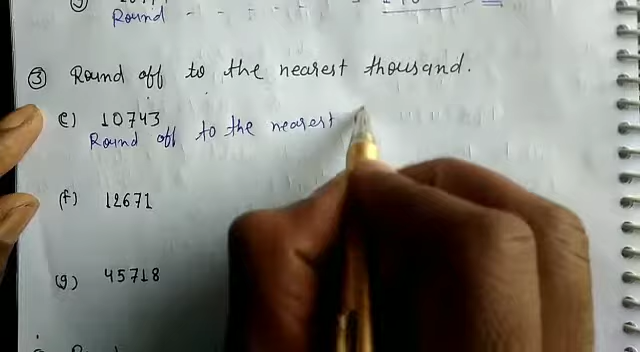 Round
③ Round off to the nearest thousand.
e) 10743
Round off to the nearest
(f) 12671
(g) 45718